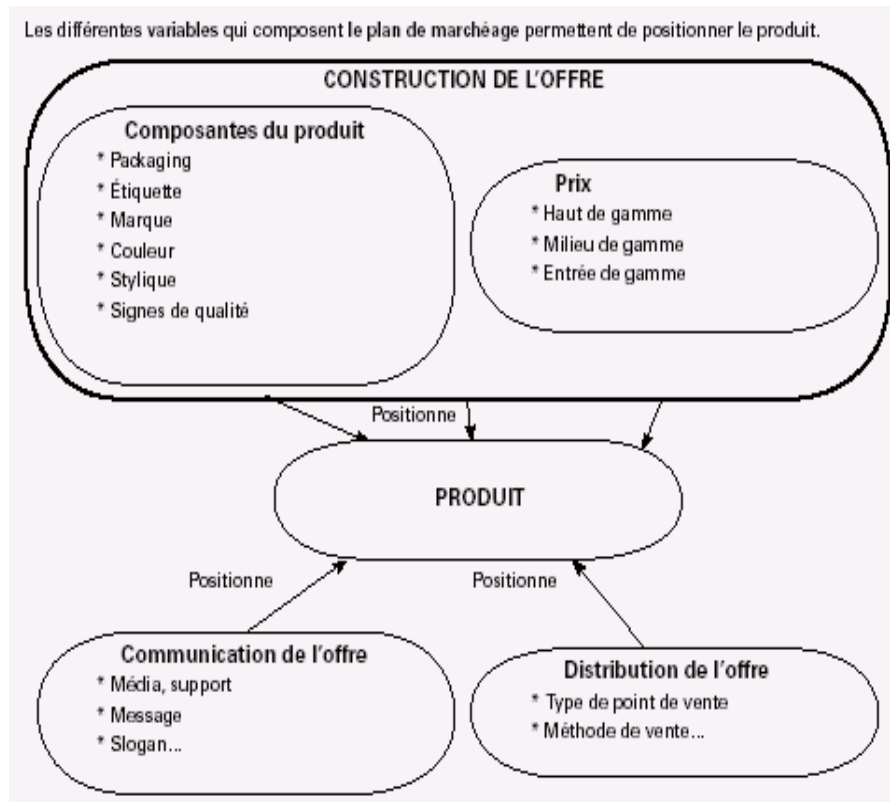 Les différentes variables qui composent le plan de marchéage permettent de positionner le produit.
CONSTRUCTION DE L'OFFRE
Composantes du produit
* Packaging
* Étiquette
* Marque
* Couleur
* Stylique
* Signes de qualité
Prix
* Haut de gamme
* Milieu de gamme
* Entrée de gamme
Positionne
PRODUIT
Positionne
Positionne
Communication de l'offre
* Média, support
* Message
* Slogan...
Distribution de l'offre
* Type de point de vente
* Méthode de vente...